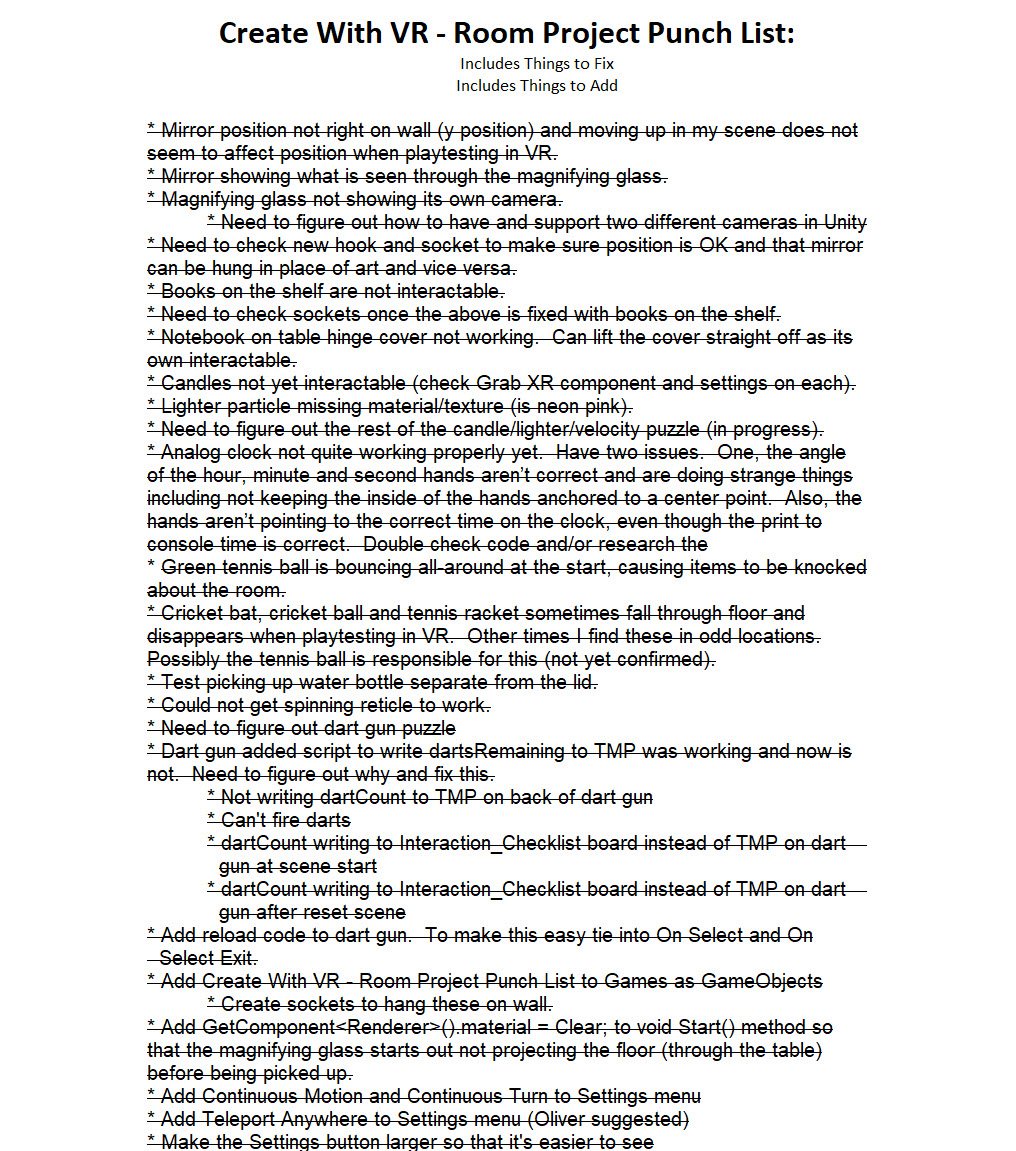 Create With VR - Room Project Punch List:
Includes Things to Fix
Includes Things to Add
* Mirror position not right on wall (y position) and moving up in my scene does not
seem to affect position when playtesting in VR.
* Mirror showing what is seen through the magnifying glass.
* Magnifying glass not showing its own camera.
* Need to figure out how to have and support two different cameras in Unity
* Need to check new hook and socket to make sure position is OK and that mirror
can be hung in place of art and vice versa.
* Books on the shelf are not interactable.
* Need to check sockets once the above is fixed with books on the shelf.
* Notebook on table hinge cover not working.  Can lift the cover straight off as its
own interactable.
* Candles not yet interactable (check Grab XR component and settings on each).
* Lighter particle missing material/texture (is neon pink).
* Need to figure out the rest of the candle/lighter/velocity puzzle (in progress).
* Analog clock not quite working properly yet.  Have two issues.  One, the angle
of the hour, minute and second hands aren't correct and are doing strange things
including not keeping the inside of the hands anchored to a center point.  Also, the
hands aren't pointing to the correct time on the clock, even though the print to
console time is correct.  Double check code and/or research the
* Green tennis ball is bouncing all-around at the start, causing items to be knocked
about the room.
* Cricket bat, cricket ball and tennis racket sometimes fall through floor and
disappears when playtesting in VR.  Other times I find these in odd locations.
Possibly the tennis ball is responsible for this (not yet confirmed).
* Test picking up water bottle separate from the lid.
* Could not get spinning reticle to work.
* Need to figure out dart gun puzzle
* Dart gun added script to write dartsRemaining to TMP was working and now is
not.  Need to figure out why and fix this.
* Not writing dartCount to TMP on back of dart gun
* Can't fire darts
* dartCount writing to Interaction_Checklist board instead of TMP on dart
gun at scene start
* dartCount writing to Interaction_Checklist board instead of TMP on dart
gun after reset scene
* Add reload code to dart gun.  To make this easy tie into On Select and On
Select Exit.
* Add Create With VR - Room Project Punch List to Games as GameObjects
* Create sockets to hang these on wall.
* Add GetComponent<Renderer>().material = Clear; to void Start() method so
that the magnifying glass starts out not projecting the floor (through the table)
before being picked up.
* Add Continuous Motion and Continuous Turn to Settings menu
* Add Teleport Anywhere to Settings menu (Oliver suggested)
* Make the Settings button larger so that it's easier to see